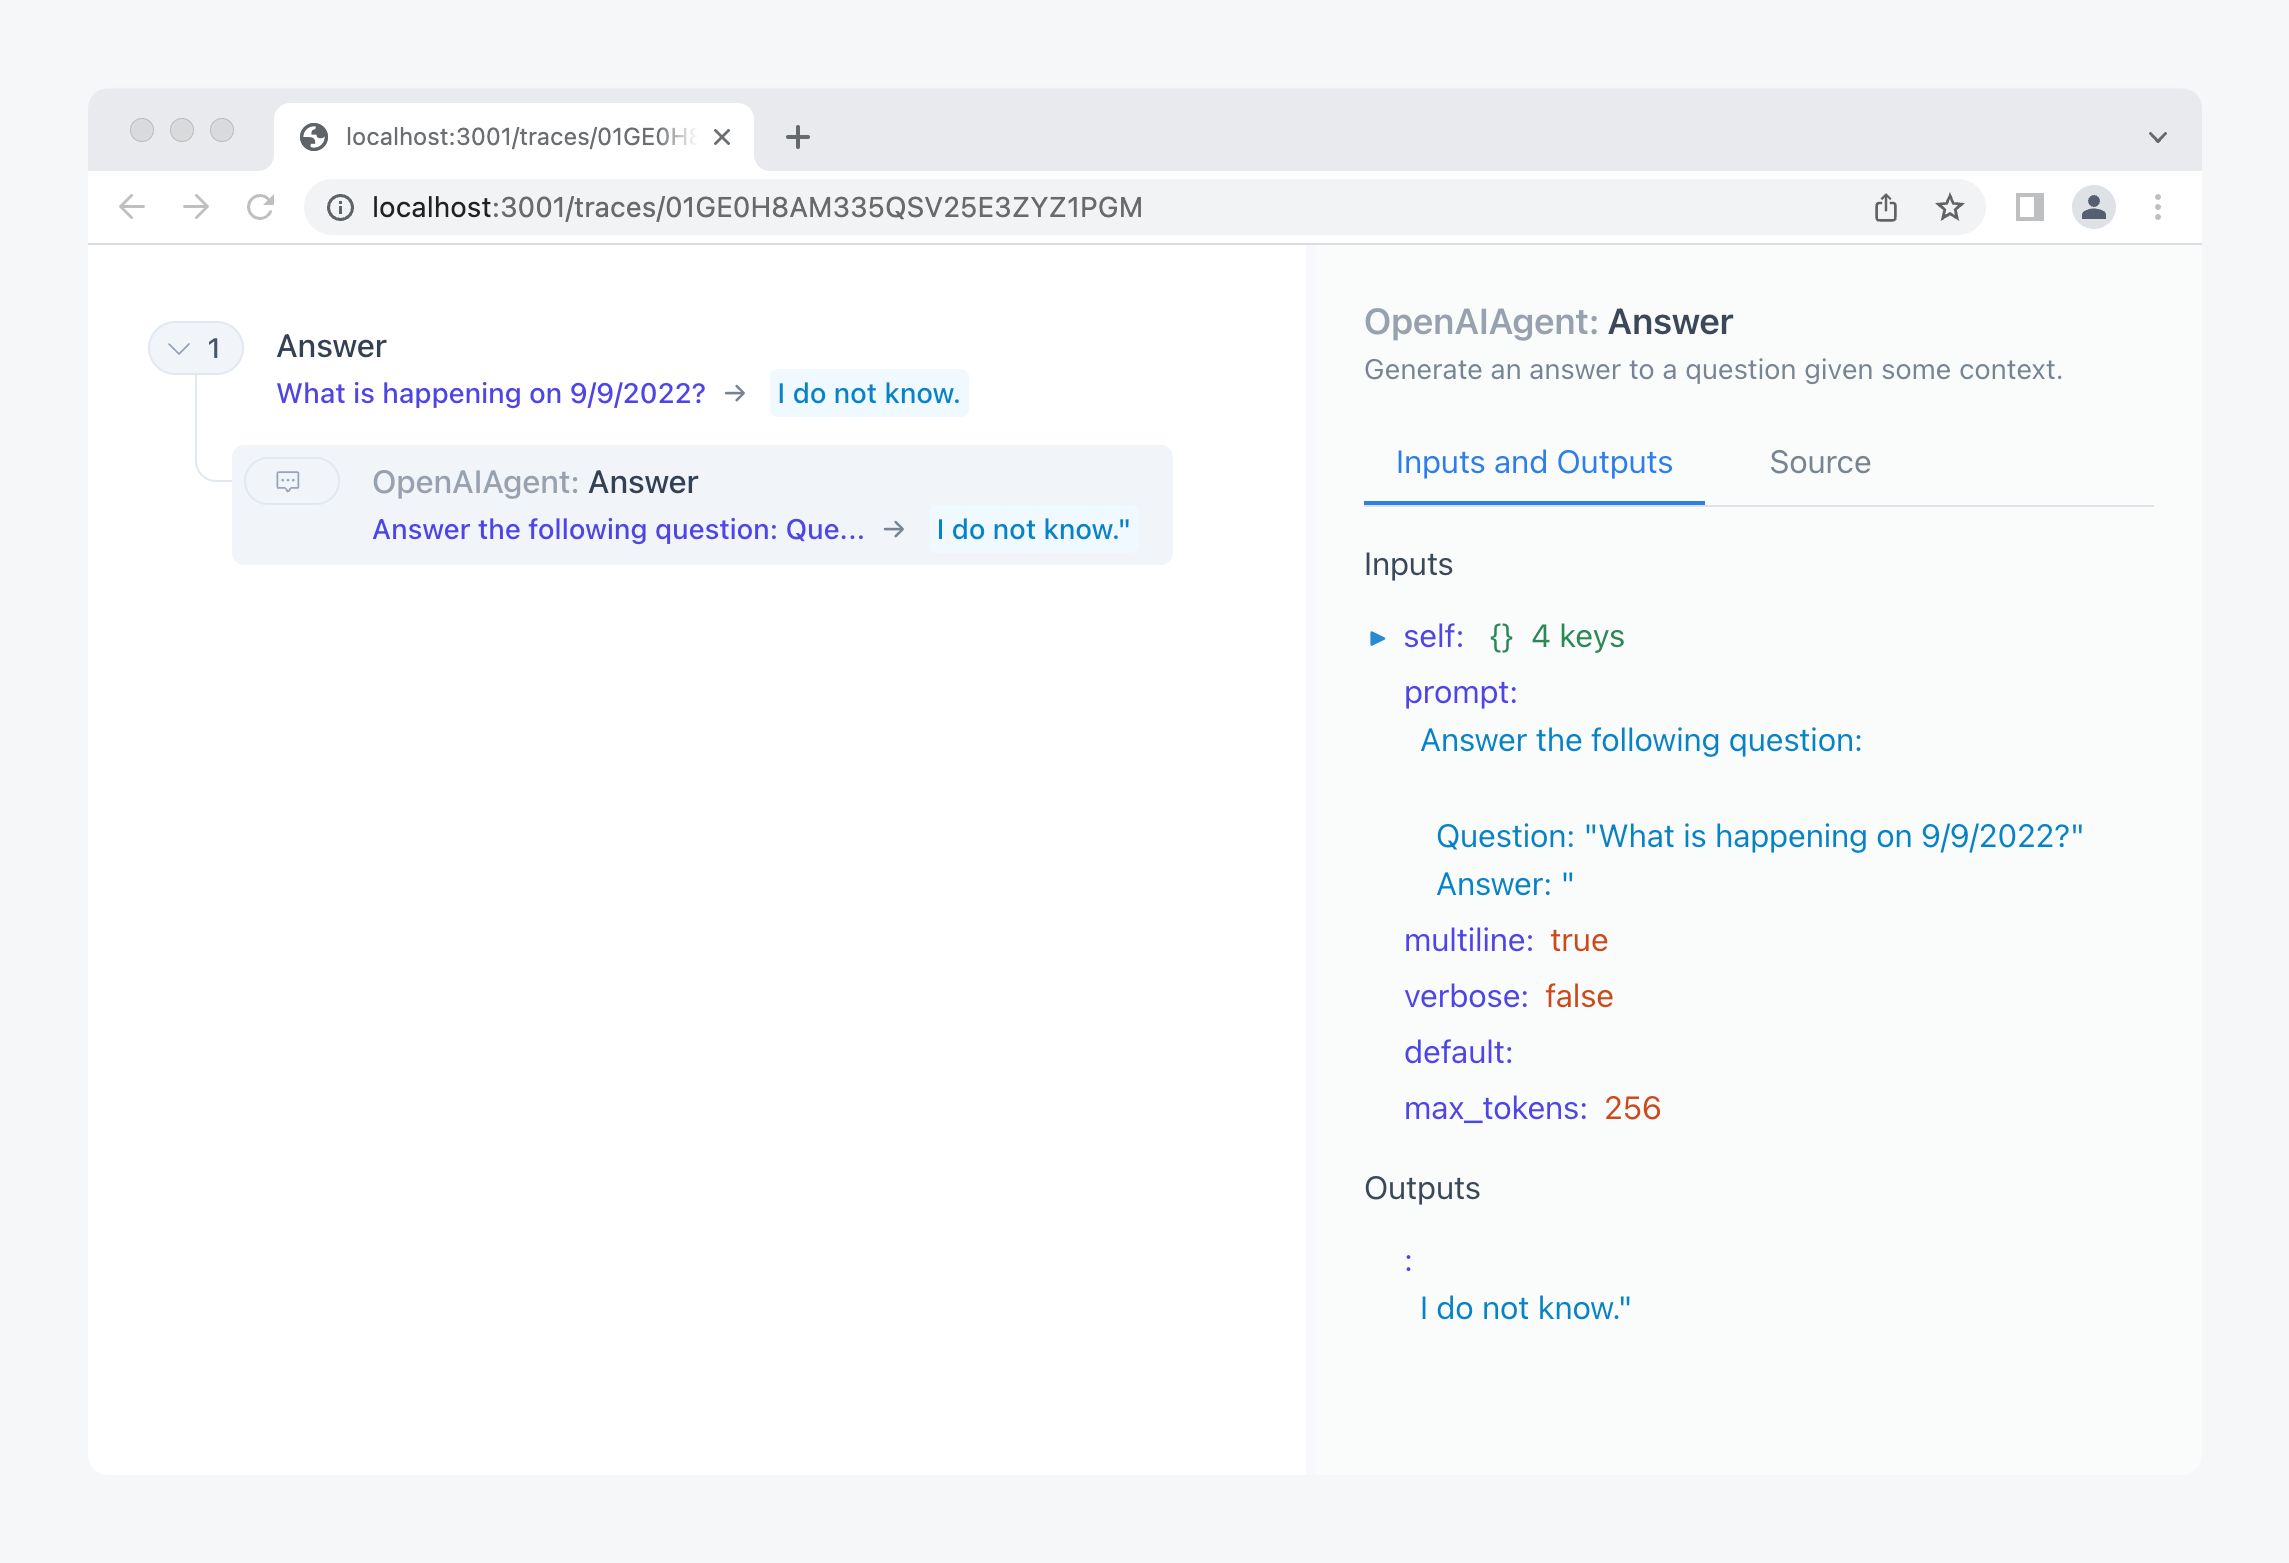 localhost:3001/traces/01GE0H8
localhost:3001/traces/01GE0H8AM335QSV25E3ZYZ1PGM
1 Answer
What is happening on 9/9/2022? → I do not know.
OpenAIAgent: Answer
Answer the following question: Que... → I do not know."
OpenAIAgent: Answer
Generate an answer to a question given some context.
Inputs and Outputs Source
Inputs
self: {} 4 keys
prompt:
Answer the following question:
Question: "What is happening on 9/9/2022?"
Answer: "
multiline: true
verbose: false
default:
max_tokens: 256
Outputs
:
I do not know."